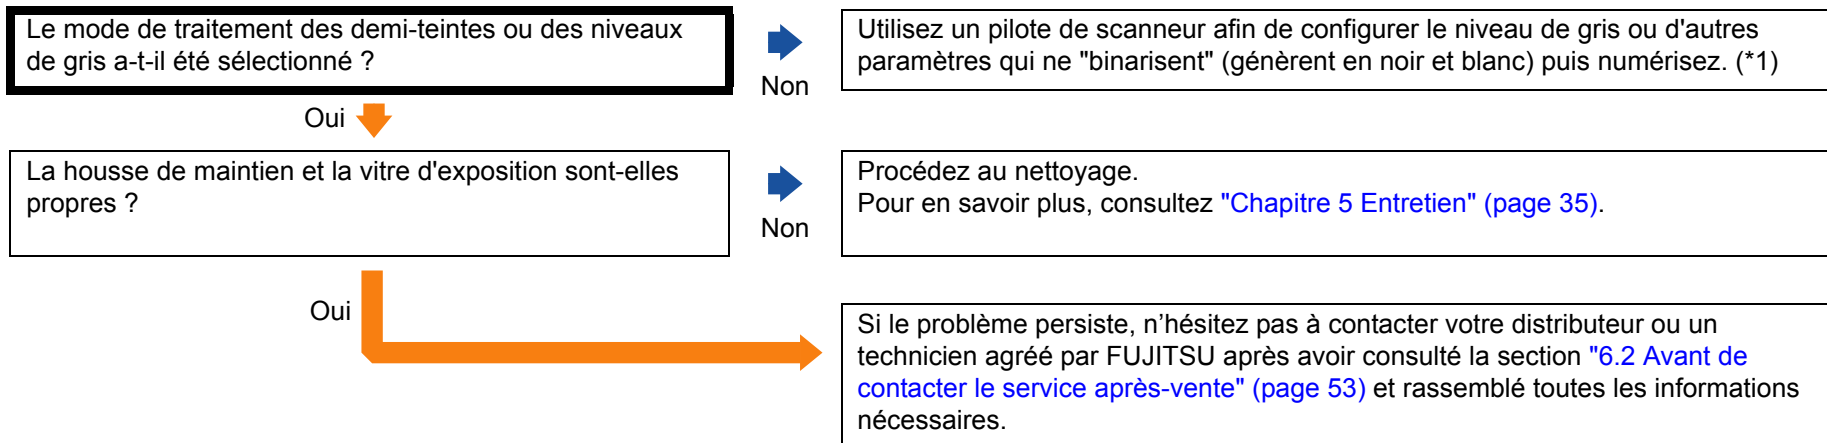 Le mode de traitement des demi-teintes ou des niveaux
de gris a-t-il été sélectionné ?
Non
Utilisez un pilote de scanneur afin de configurer le niveau de gris ou d'autres
paramètres qui ne "binarisent" (génèrent en noir et blanc) puis numérisez. (*1)
Oui
La housse de maintien et la vitre d'exposition sont-elles
propres ?
Non
Procédez au nettoyage.
Pour en savoir plus, consultez "Chapitre 5 Entretien" (page 35).
Oui
Si le problème persiste, n’hésitez pas à contacter votre distributeur ou un
technicien agréé par FUJITSU après avoir consulté la section "6.2 Avant de
contacter le service après-vente" (page 53) et rassemblé toutes les informations
nécessaires.